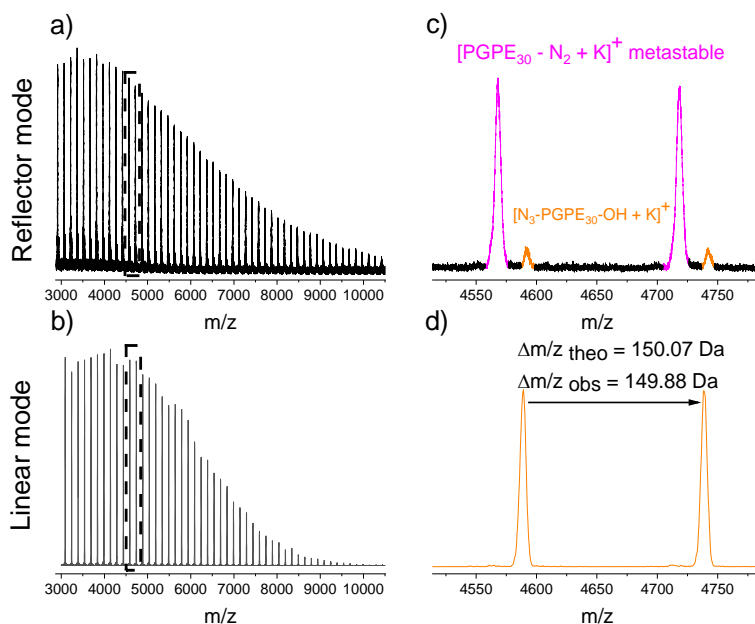 a)
Reflector mode
3000 4000 5000 6000 7000 8000 9000 10000
m/z
c)
[PGPE30 - N2 + K]+ metastable
[N3-PGPE30-OH + K]+
4550 4600 4650 4700 4750
m/z
b)
Linear mode
3000 4000 5000 6000 7000 8000 9000 10000
m/z
d)
Δm/z theo = 150.07 Da
Δm/z obs = 149.88 Da
4550 4600 4650 4700 4750
m/z